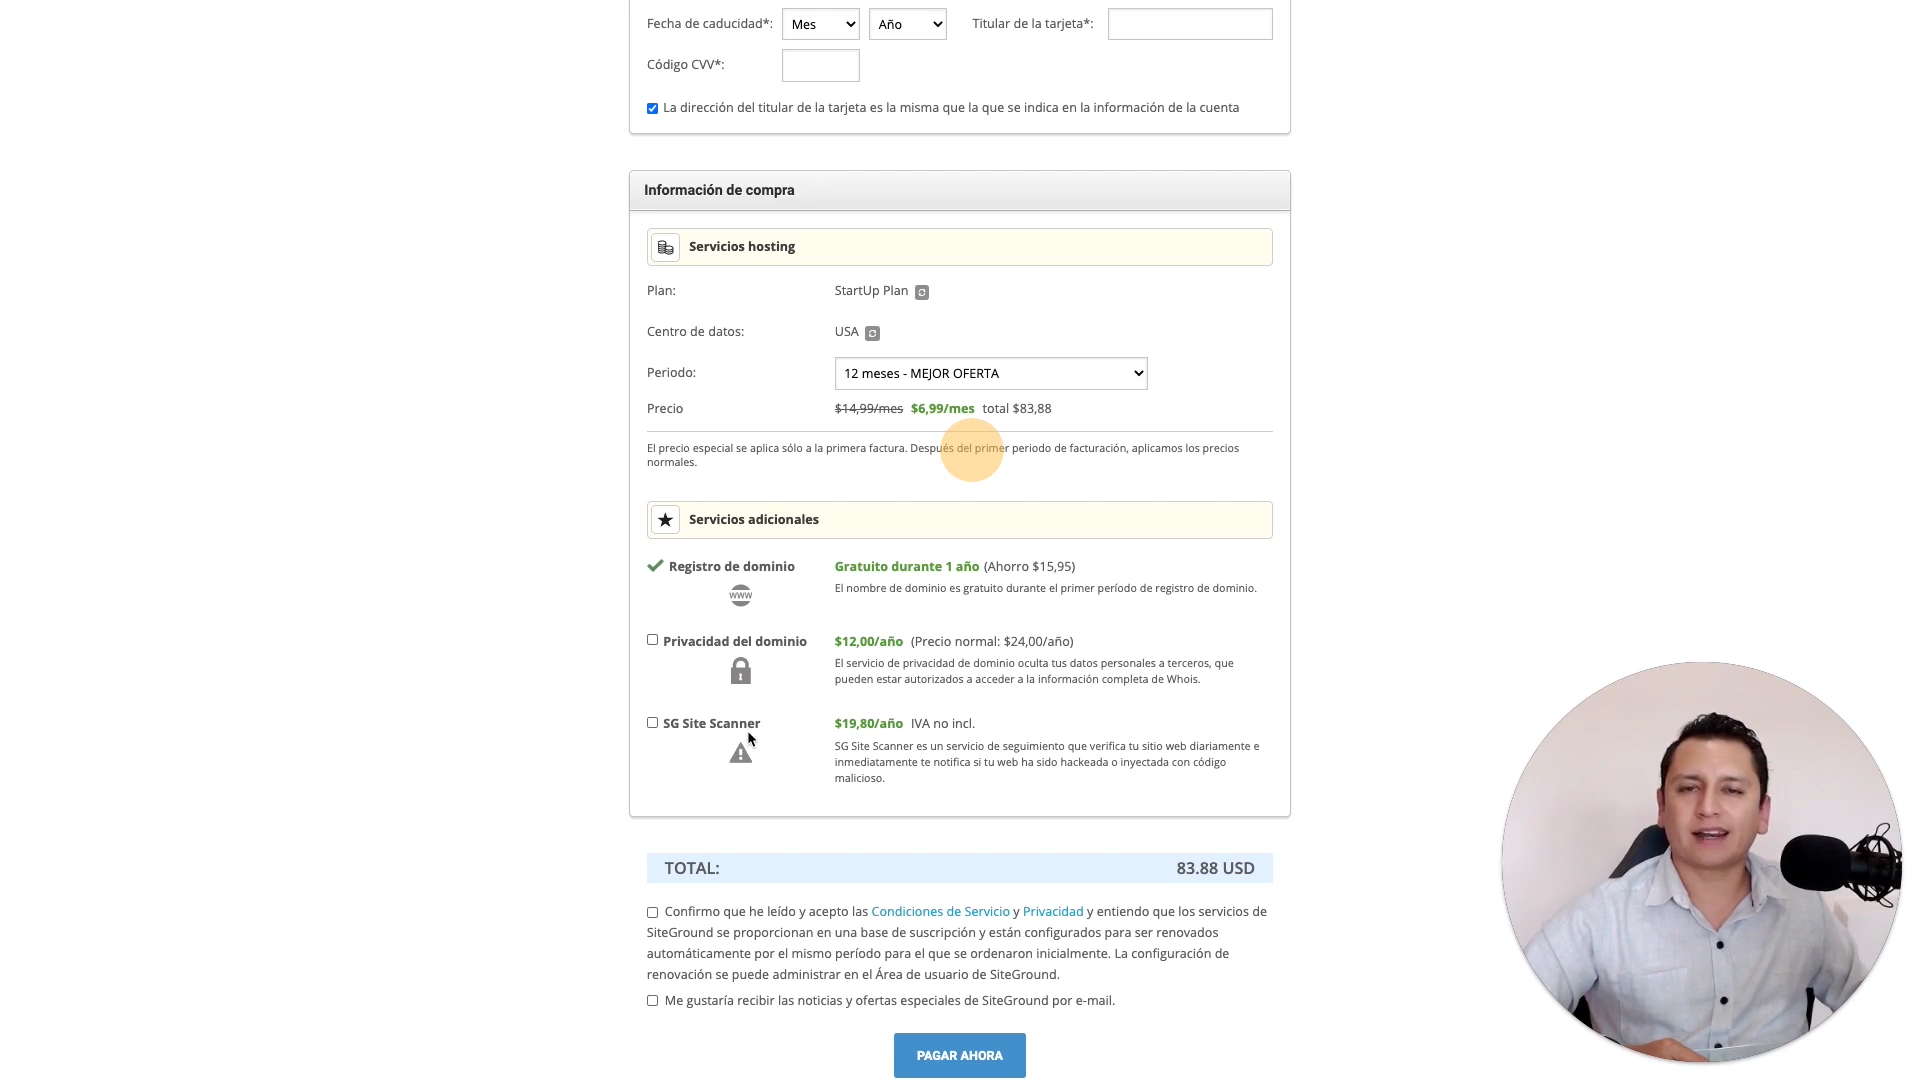 Fecha de caducidad*: Mes Año Titular de la tarjeta*:
Código CVV*:
La dirección del titular de la tarjeta es la misma que la que se indica en la información de la cuenta
Información de compra
Servicios hosting
Plan: StartUp Plan
Centro de datos: USA
Periodo: 12 meses - MEJOR OFERTA
Precio $14,99/mes $6,99/mes total $83,88
El precio especial se aplica sólo a la primera factura. Después del primer periodo de facturación, aplicamos los precios
normales.
Servicios adicionales
Registro de dominio Gratuito durante 1 año (Ahorro $15,95)
www El nombre de dominio es gratuito durante el primer período de registro de dominio.
Privacidad del dominio $12,00/año (Precio normal: $24,00/año)
El servicio de privacidad de dominio oculta tus datos personales a terceros, que
pueden estar autorizados a acceder a la información completa de Whois.
SG Site Scanner $19,80/año IVA no incl.
SG Site Scanner es un servicio de seguimiento que verifica tu sitio web diariamente e
inmediatamente te notifica si tu web ha sido hackeada o inyectada con código
malicioso.
TOTAL: 83.88 USD
Confirmo que he leído y acepto las Condiciones de Servicio y Privacidad y entiendo que los servicios de
SiteGround se proporcionan en una base de suscripción y están configurados para ser renovados
automáticamente por el mismo período para el que se ordenaron inicialmente. La configuración de
renovación se puede administrar en el Área de usuario de SiteGround.
Me gustaría recibir las noticias y ofertas especiales de SiteGround por e-mail.
PAGAR AHORA